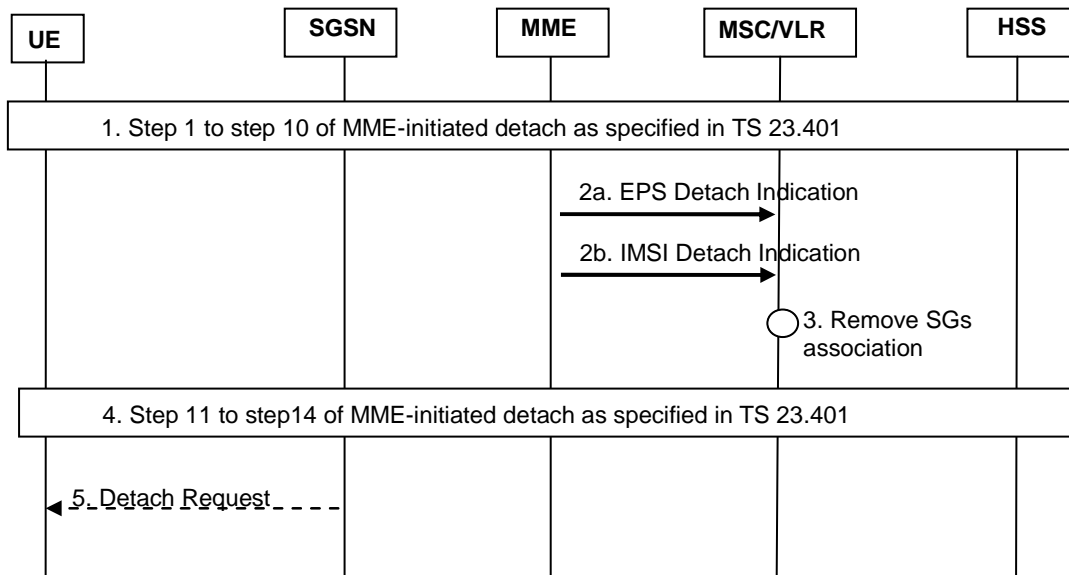 UE
SGSN
MME
MSC/VLR
HSS
1. Step 1 to step 10 of MME-initiated detach as specified in TS 23.401
2a. EPS Detach Indication
2b. IMSI Detach Indication
3. Remove SGs
association
4. Step 11 to step14 of MME-initiated detach as specified in TS 23.401
5. Detach Request